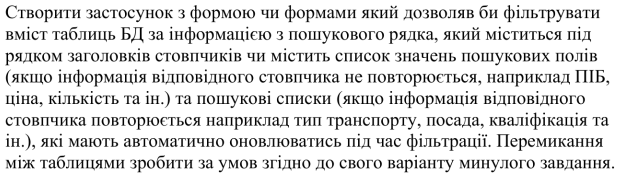 Створити застосунок з формою чи формами який дозволяв би фільтрувати
вміст таблиць БД за інформацією з пошукового рядка, який міститься під
рядком заголовків стовпчиків чи містить список значень пошукових полів
(якщо інформація відповідного стовпчика не повторюється, наприклад ПІБ,
ціна, кількість та ін.) та пошукові списки (якщо інформація відповідного
стовпчика повторюється наприклад тип транспорту, посада, кваліфікація та
ін.), які мають автоматично оновлюватись під час фільтрації. Перемикання
між таблицями зробити за умов згідно до свого варіанту минулого завдання.